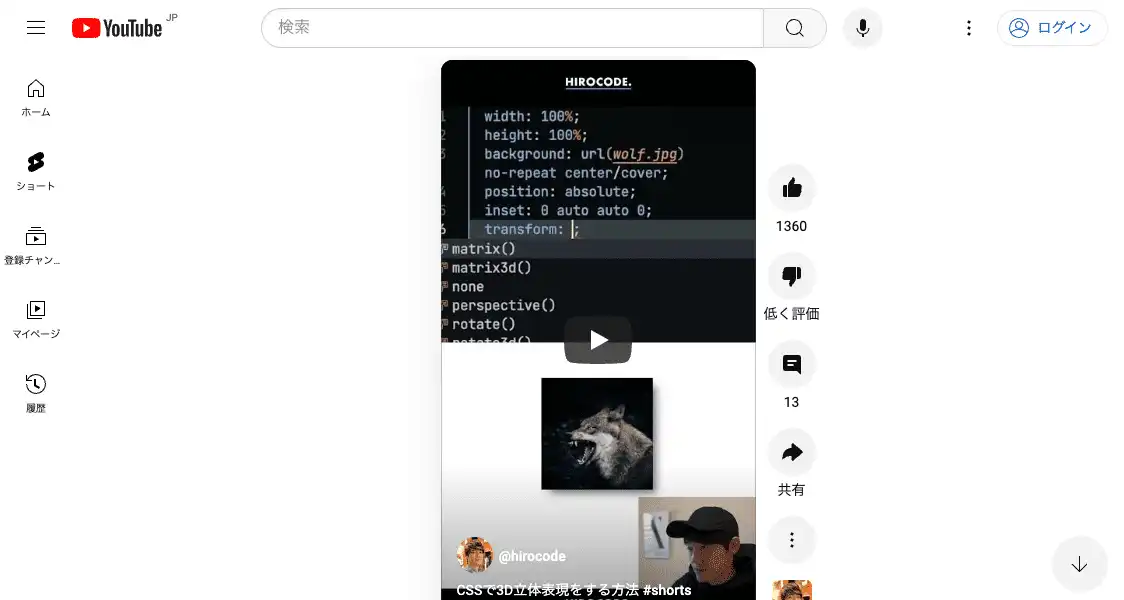 YouTube JP
検索
ログイン
ホーム
ショート
登録チャン...
マイページ
履歴
HIROCODE.
1 width: 100%;
2 height: 100%;
3 background: url(wolf.jpg)
no-repeat center/cover;
4 position: absolute;
5 inset: 0 auto auto 0;
6 transform: ;
matrix()
matrix3d()
none
perspective()
rotate()
rotate3d()
@hirocode
CSSで3D立体表現をする方法 #shorts
1360
低く評価
13
共有